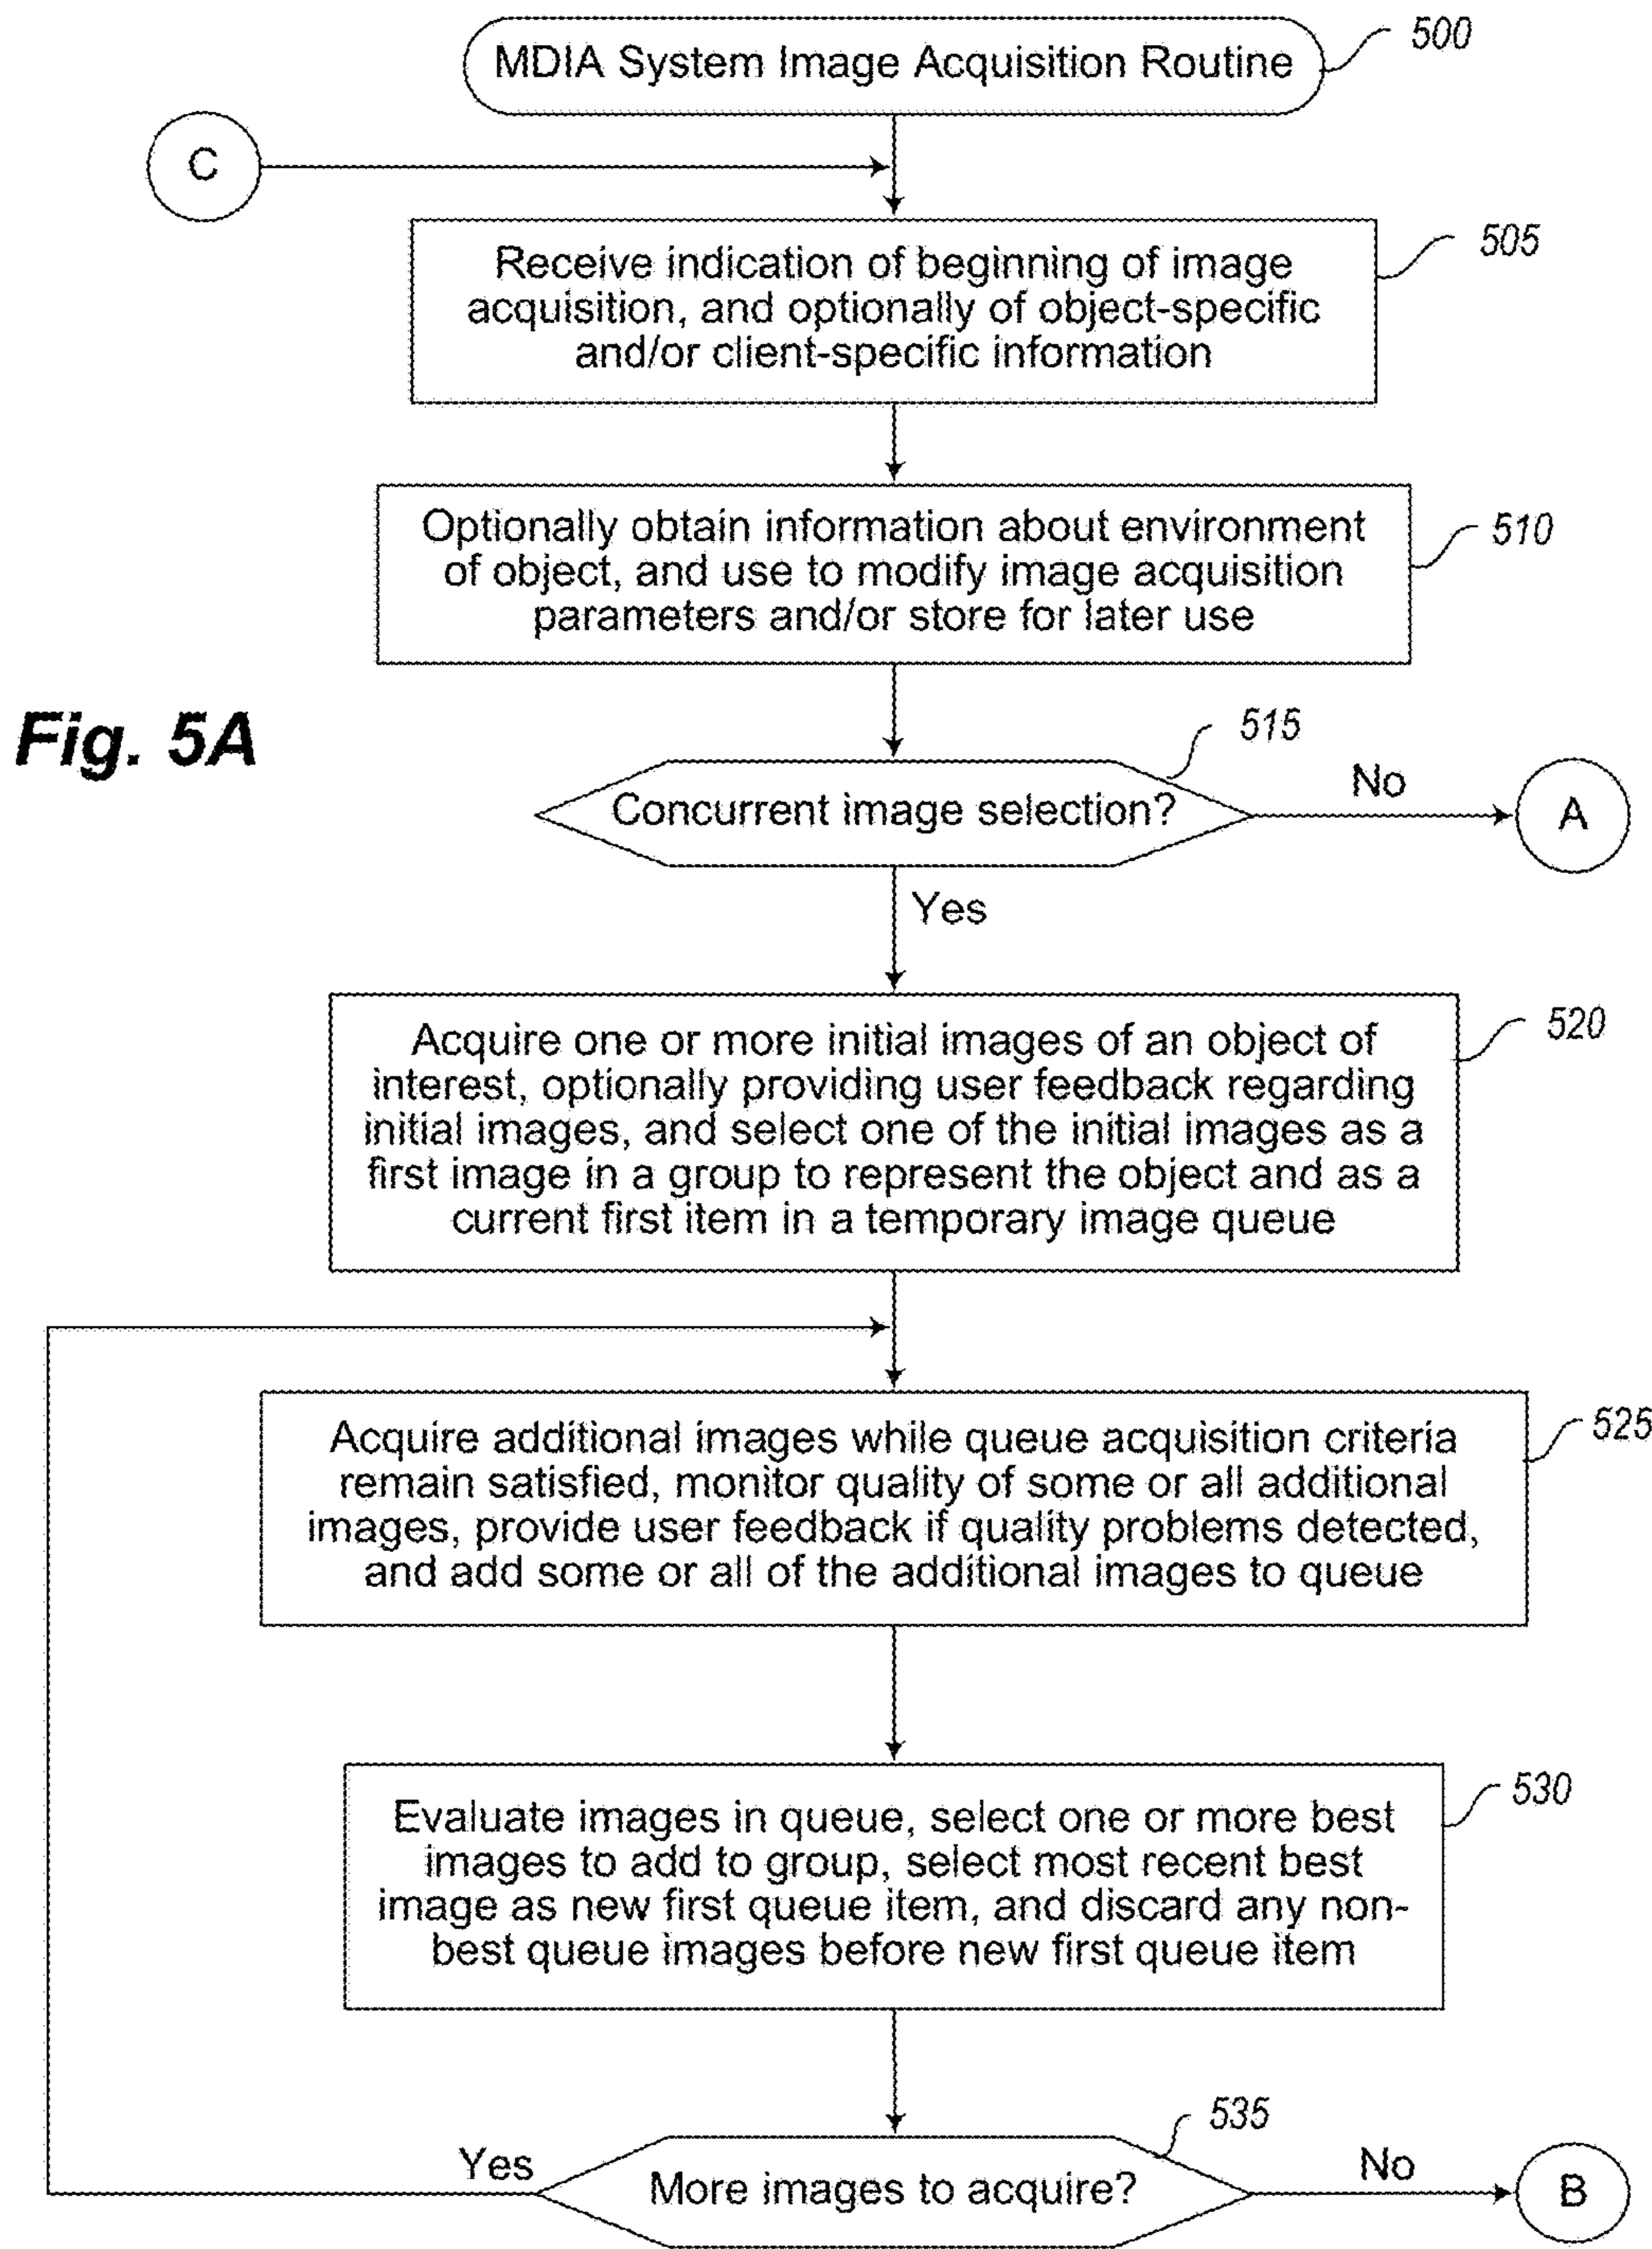 MDIA System Image Acquisition Routine
500
C
Receive indication of beginning of image
acquisition, and optionally of object-specific
and/or client-specific information
505
Optionally obtain information about environment
of object, and use to modify image acquisition
parameters and/or store for later use
510
Fig. 5A
515
Concurrent image selection?
No
A
Yes
Acquire one or more initial images of an object of
interest, optionally providing user feedback regarding
initial images, and select one of the initial images as a
first image in a group to represent the object and as a
current first item in a temporary image queue
520
Acquire additional images while queue acquisition criteria
remain satisfied, monitor quality of some or all additional
images, provide user feedback if quality problems detected,
and add some or all of the additional images to queue
525
Evaluate images in queue, select one or more best
images to add to group, select most recent best
image as new first queue item, and discard any non-
best queue images before new first queue item
530
535
Yes
More images to acquire?
No
B